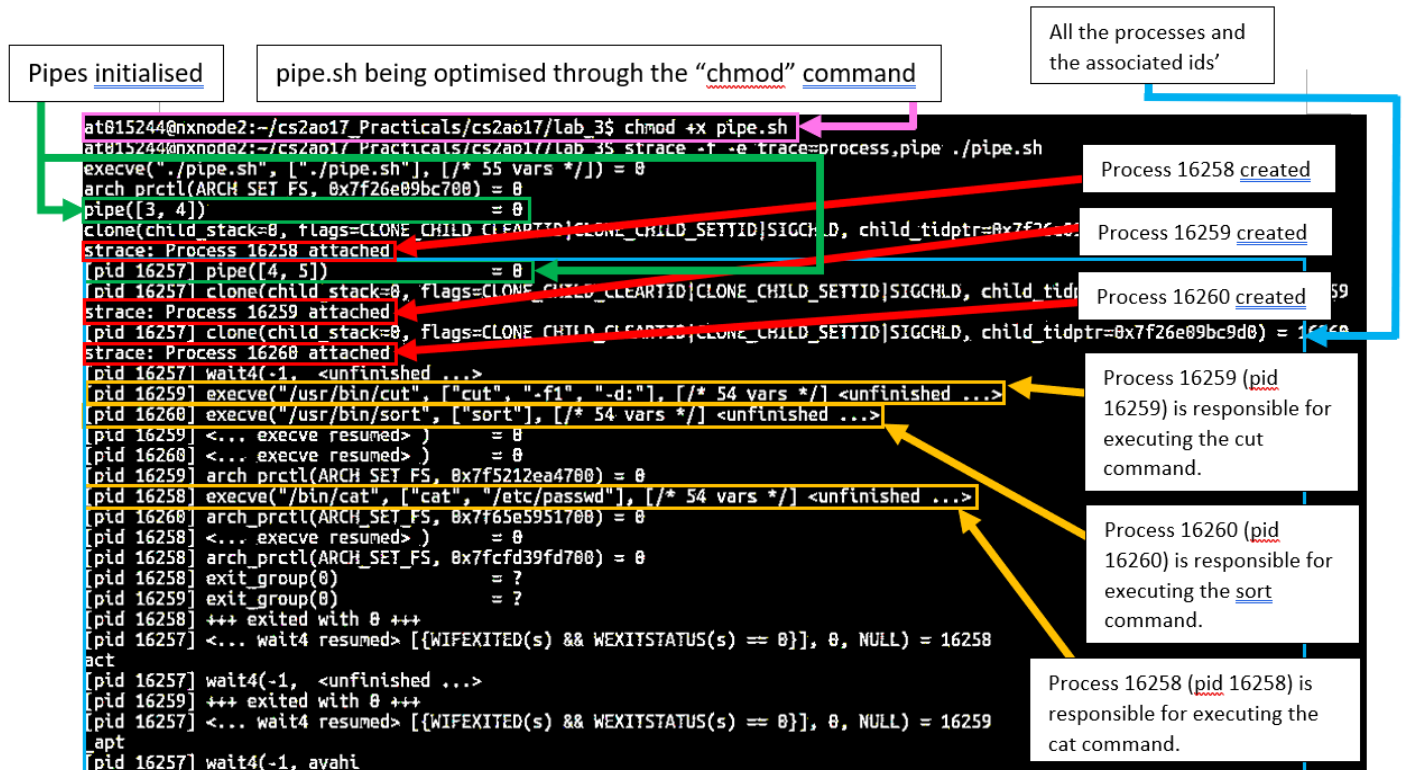 All the processes and
the associated ids'
Pipes initialised
pipe.sh being optimised through the “chmod” command
at015244@nxnode2:~/cs2ao17_Practicals/cs2ao17/lab_3$ chmod +x pipe.sh
at015244@nxnode2:~/cs2ao17_Practicals/cs2ao17/lab_3$ strace -f -e trace=process,pipe ./pipe.sh
execve("./pipe.sh", ["./pipe.sh"], [/* 55 vars */]) = 0
arch_prctl(ARCH_SET_FS, 0x7f26e09bc700) = 0
Process 16258 created
pipe([3, 4]) = 0
clone(child_stack=0, flags=CLONE_CHILD_CLEARTID|CLONE_CHILD_SETTID|SIGCHLD,
Process 16259 created
strace: Process 16258 attached
[pid 16257] pipe([4, 5]) = 0
[pid 16257] clone(child_stack=0, flags=CLONE_CHILD_CLEARTID|CLONE_CHILD_SETTID|SIGCHLD,
Process 16260 created
strace: Process 16259 attached
[pid 16257] clone(child_stack=0, flags=CLONE_CHILD_CLEARTID|CLONE_CHILD_SETTID|SIGCHLD, child_tidptr=0x7f26e09bc9d0) = 16260
strace: Process 16260 attached
[pid 16257] wait4(-1, <unfinished ...>
[pid 16259] execve("/usr/bin/cut", ["cut", "-f1", "-d:"], [/* 54 vars */] <unfinished ...>
[pid 16260] execve("/usr/bin/sort", ["sort"], [/* 54 vars */] <unfinished ...>
[pid 16259] <... execve resumed> ) = 0
[pid 16260] <... execve resumed> ) = 0
[pid 16259] arch_prctl(ARCH_SET_FS, 0x7f5212ea4700) = 0
[pid 16258] execve("/bin/cat", ["cat", "/etc/passwd"], [/* 54 vars */] <unfinished ...>
[pid 16260] arch_prctl(ARCH_SET_FS, 0x7f65e5951700) = 0
[pid 16258] <... execve resumed> ) = 0
[pid 16258] arch_prctl(ARCH_SET_FS, 0x7fcfd39fd700) = 0
[pid 16258] exit_group(0) = ?
[pid 16259] exit_group(0) = ?
[pid 16258] +++ exited with 0 +++
[pid 16257] <... wait4 resumed> [{WIFEXITED(s) && WEXITSTATUS(s) == 0}], 0, NULL) = 16258
act
[pid 16257] wait4(-1, <unfinished ...>
[pid 16259] +++ exited with 0 +++
[pid 16257] <... wait4 resumed> [{WIFEXITED(s) && WEXITSTATUS(s) == 0}], 0, NULL) = 16259
_apt
[pid 16257] wait4(-1, ayahi
Process 16259 (pid
16259) is responsible for
executing the cut
command.
Process 16260 (pid
16260) is responsible for
executing the sort
command.
Process 16258 (pid 16258) is
responsible for executing the
cat command.